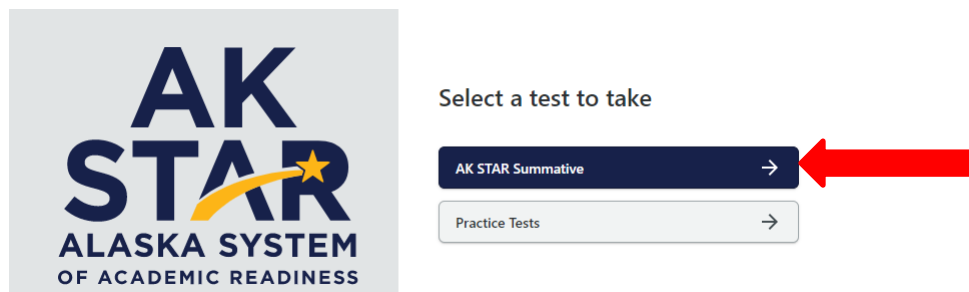 AK
STAR
ALASKA SYSTEM
OF ACADEMIC READINESS
Select a test to take
AK STAR Summative
Practice Tests